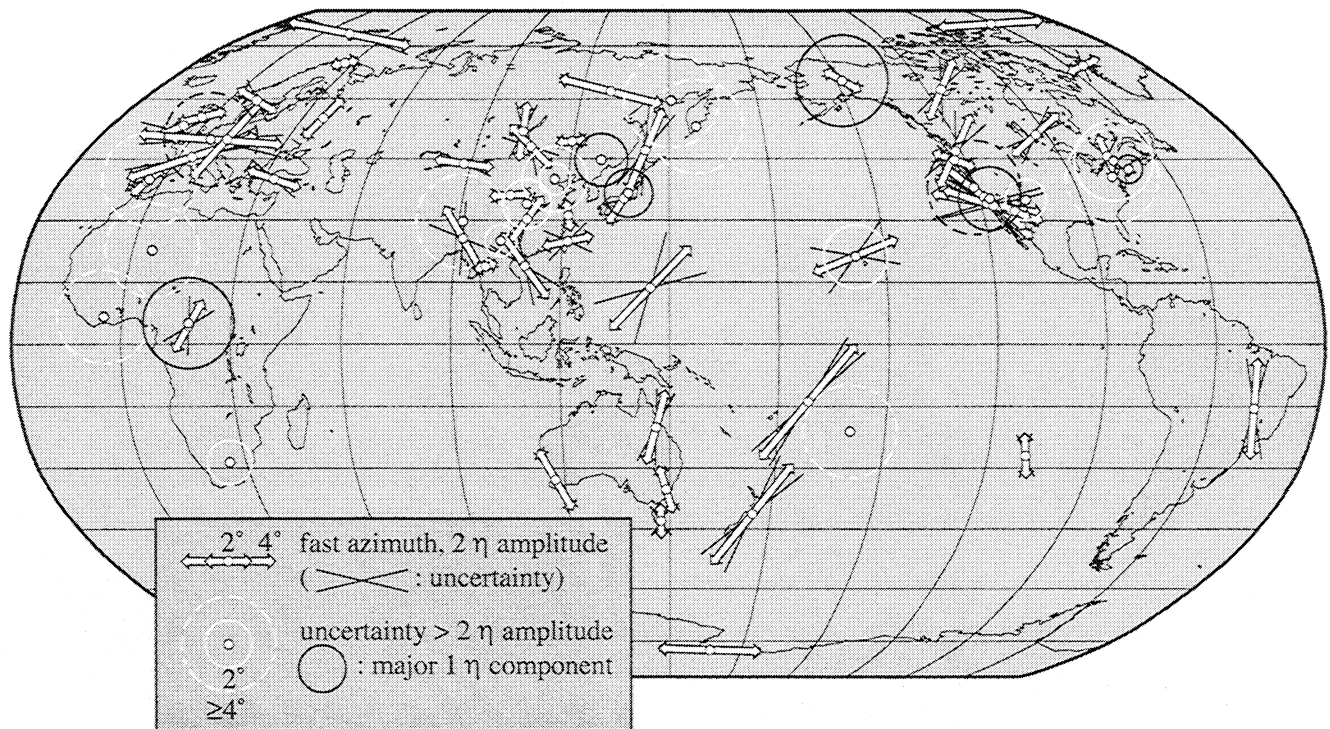 2° 4° fast azimuth, 2 η amplitude
( : uncertainty)
uncertainty > 2 η amplitude
: major 1 η component
2°
≥4°